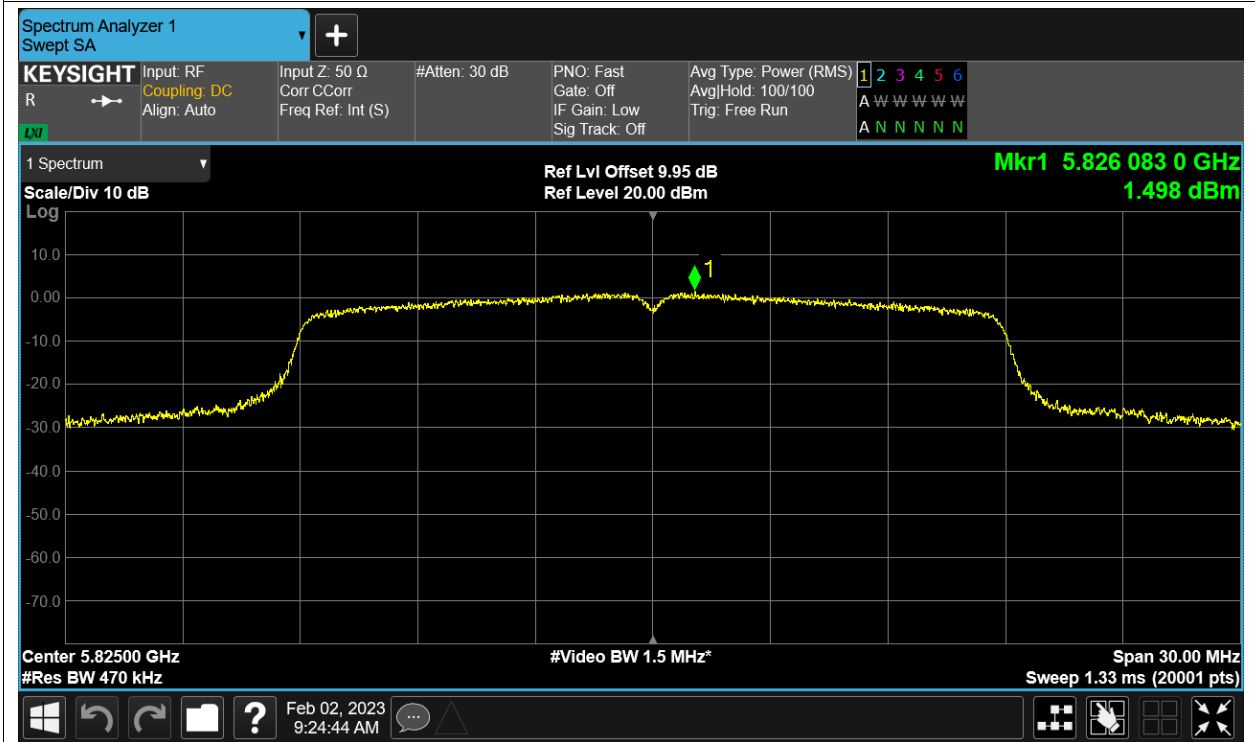 Spectrum Analyzer 1
Swept SA
KEYSIGHT
R
LXI
Input: RF
Coupling: DC
Align: Auto
Input Z: 50 Ω
Corr CCorr
Freq Ref: Int (S)
#Atten: 30 dB
PNO: Fast
Gate: Off
IF Gain: Low
Sig Track: Off
Avg Type: Power (RMS)
Avg|Hold: 100/100
Trig: Free Run
1 2 3 4 5 6
A W W W W W
A N N N N N
1 Spectrum
Scale/Div 10 dB
Log
Ref Lvl Offset 9.95 dB
Ref Level 20.00 dBm
Mkr1 5.826 083 0 GHz
1.498 dBm
10.0
0.00
-10.0
-20.0
-30.0
-40.0
-50.0
-60.0
-70.0
1
Center 5.82500 GHz
#Res BW 470 kHz
#Video BW 1.5 MHz*
Span 30.00 MHz
Sweep 1.33 ms (20001 pts)
?
Feb 02, 2023
9:24:44 AM